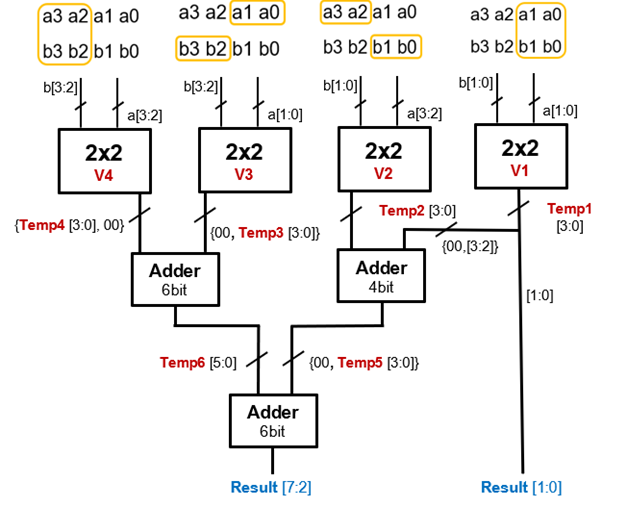 a3 a2 a1 a0
b3 b2 b1 b0
a3 a2 a1 a0
b3 b2 b1 b0
a3 a2 a1 a0
b3 b2 b1 b0
a3 a2 a1 a0
b3 b2 b1 b0
b[3:2]
a[3:2]
b[3:2]
a[1:0]
b[1:0]
a[3:2]
b[1:0]
a[1:0]
2x2
V4
2x2
V3
2x2
V2
2x2
V1
{Temp4 [3:0], 00}
{00, Temp3 [3:0]}
Temp2 [3:0]
{00,[3:2]}
Temp1
[3:0]
Adder
6bit
Adder
4bit
[1:0]
Temp6 [5:0]
{00, Temp5 [3:0]}
Adder
6bit
Result [7:2]
Result [1:0]